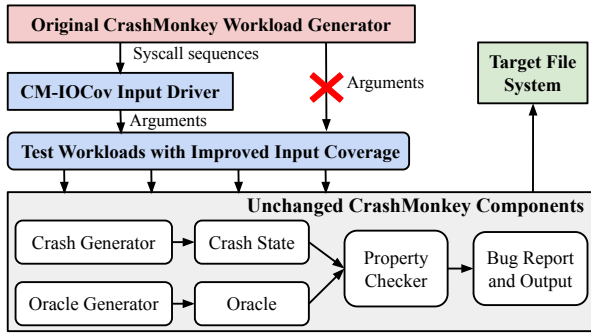 Original CrashMonkey Workload Generator
Syscall sequences
Arguments
Target File
System
CM-IOCov Input Driver
Arguments
Test Workloads with Improved Input Coverage
Unchanged CrashMonkey Components
Crash Generator
Crash State
Property
Checker
Bug Report
and Output
Oracle Generator
Oracle